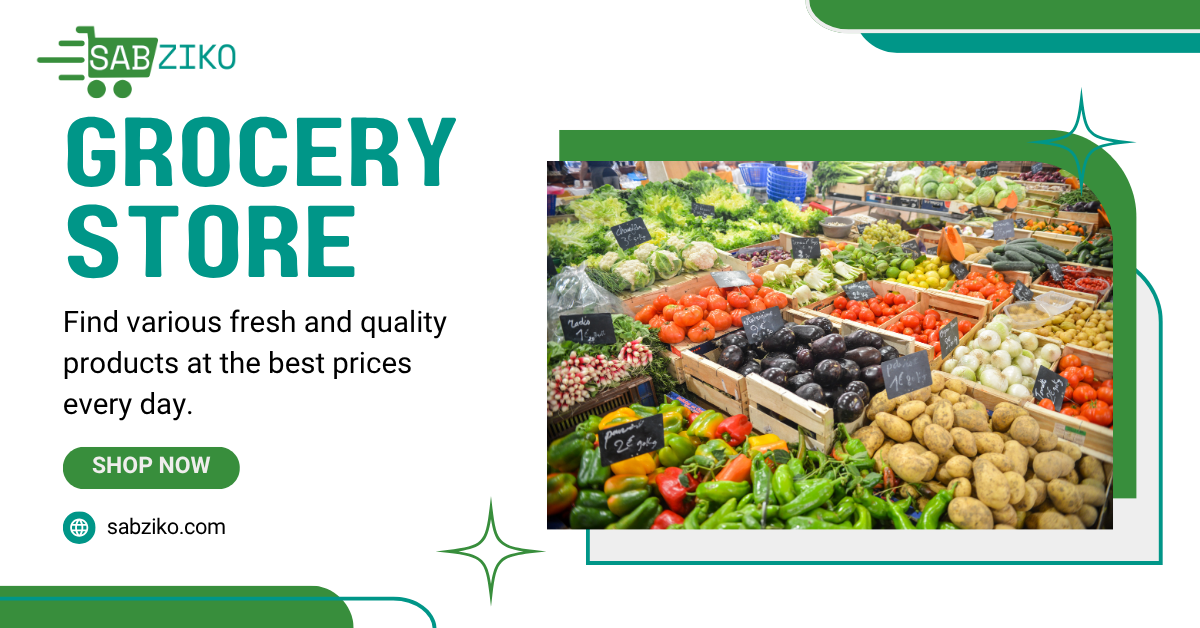 SABZIKO
GROCERY
STORE
Find various fresh and quality
products at the best prices
every day.
SHOP NOW
sabziko.com